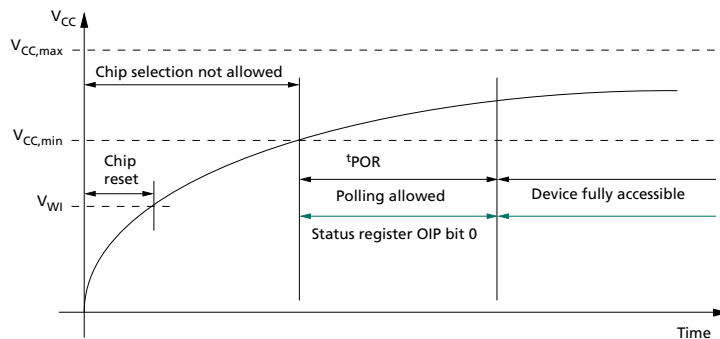 VCC
VCC,max
Chip selection not allowed
VCC,min
Chip
reset
tPOR
VWI
Polling allowed
Device fully accessible
Status register OIP bit 0
Time